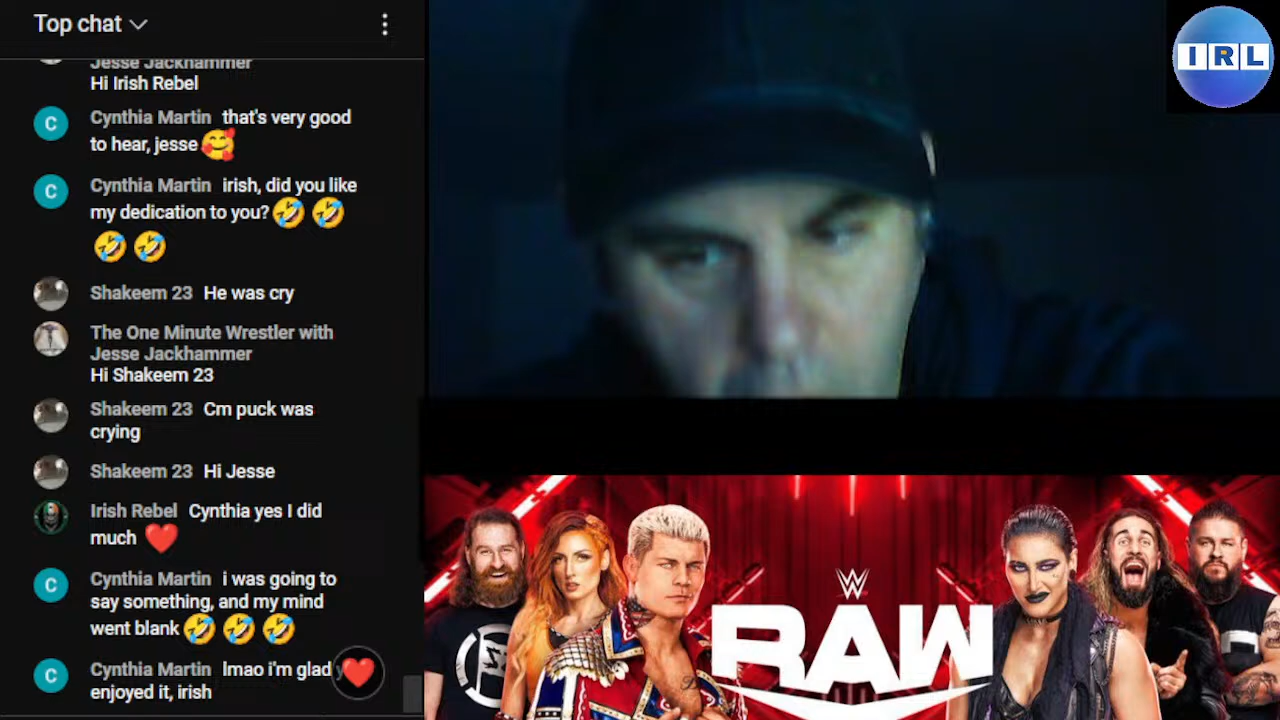 Top chat
Jesse Jackhammer
Hi Irish Rebel
Cynthia Martin that's very good
to hear, jesse
Cynthia Martin irish, did you like
my dedication to you?
Shakeem 23 He was cry
The One Minute Wrestler with
Jesse Jackhammer
Hi Shakeem 23
Shakeem 23 Cm puck was
crying
Shakeem 23 Hi Jesse
Irish Rebel Cynthia yes I did
much
Cynthia Martin i was going to
say something, and my mind
went blank
Cynthia Martin lmao i'm glad
enjoyed it, irish
C
C
C
C
IRL
W
RAW